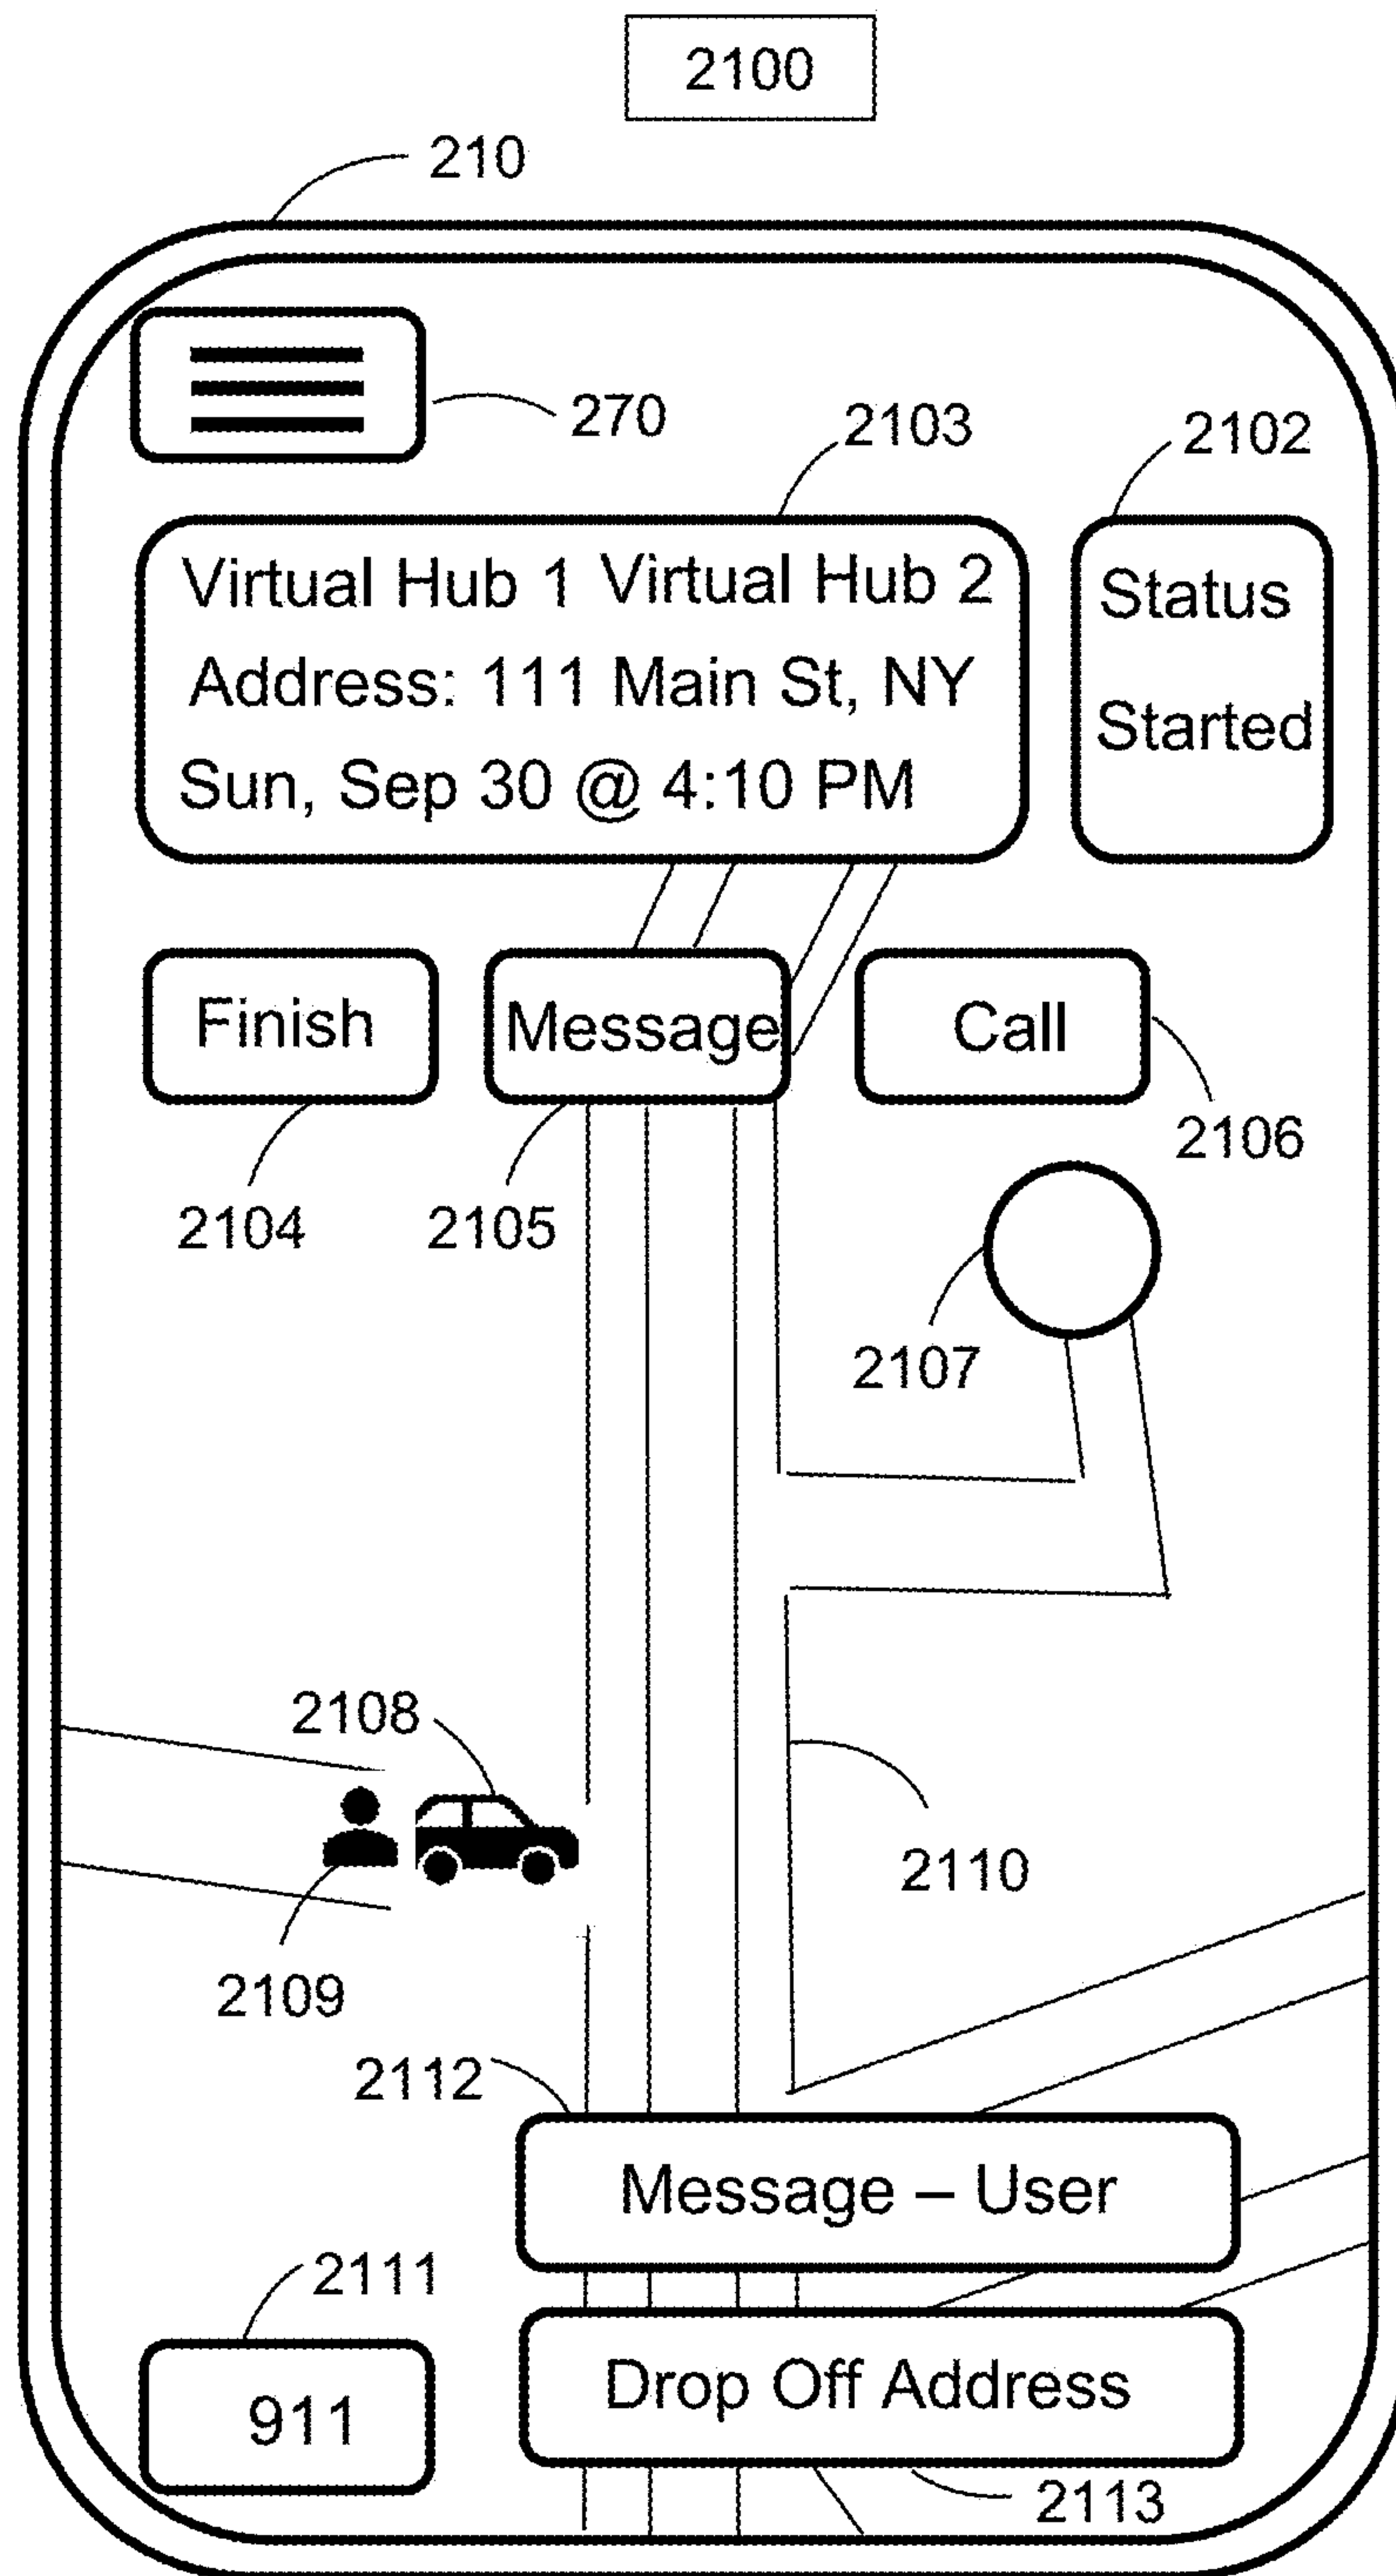 2100
210
270
2103
2102
Virtual Hub 1 Virtual Hub 2
Address: 111 Main St, NY
Sun, Sep 30 @ 4:10 PM
Status
Started
Finish
Message
Call
2106
2104
2105
2107
2108
2110
2109
2112
Message – User
2111
911
Drop Off Address
2113